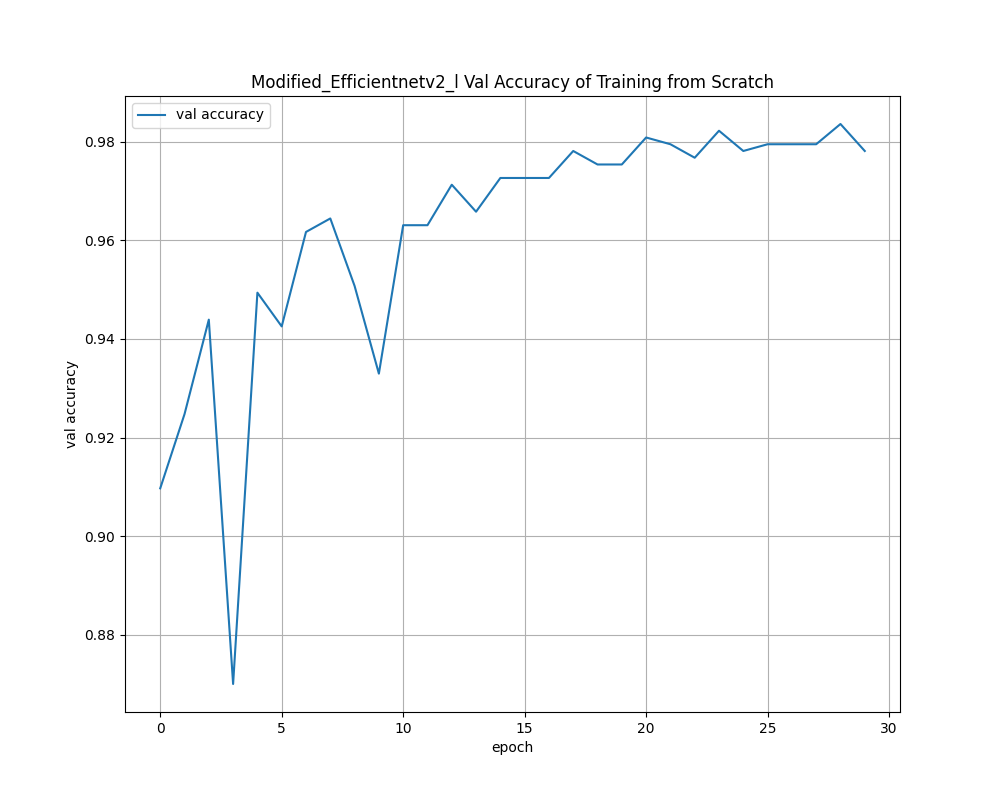 Modified_Efficientnetv2_l Val Accuracy of Training from Scratch
val accuracy
0.98
0.96
0.94
0.92
0.90
0.88
val accuracy
0 5 10 15 20 25 30
epoch